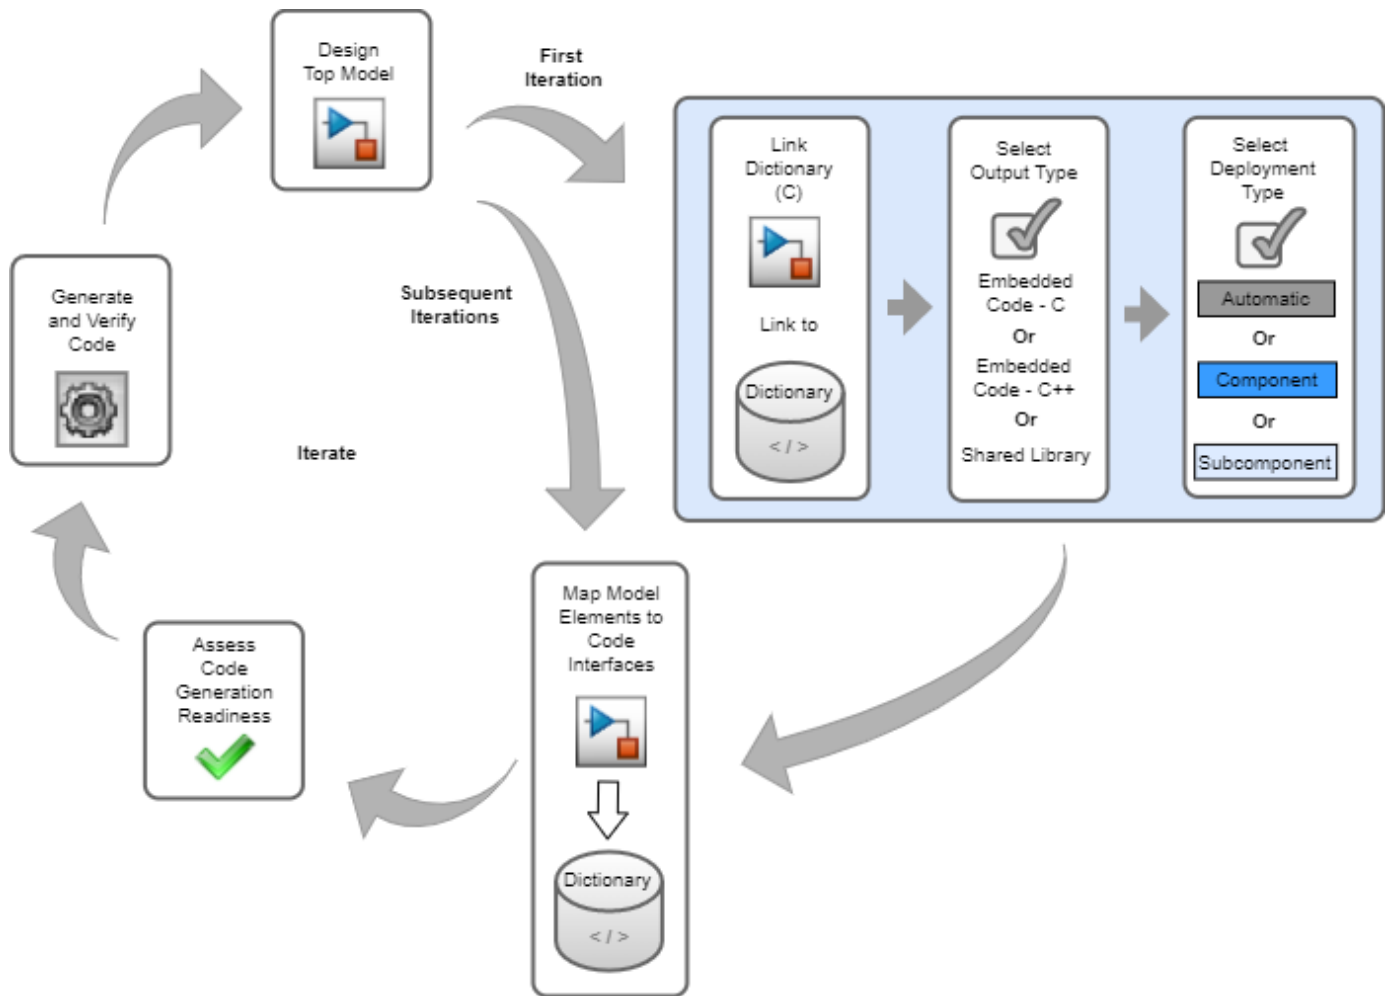 Design
Top Model
First
Iteration
Link
Dictionary
(C)
Link to
Dictionary
< / >
Select
Output Type
Embedded
Code - C
Or
Embedded
Code - C++
Or
Shared Library
Select
Deployment
Type
Automatic
Or
Component
Or
Subcomponent
Subsequent
Iterations
Generate
and Verify
Code
Iterate
Map Model
Elements to
Code
Interfaces
Dictionary
< / >
Assess
Code
Generation
Readiness